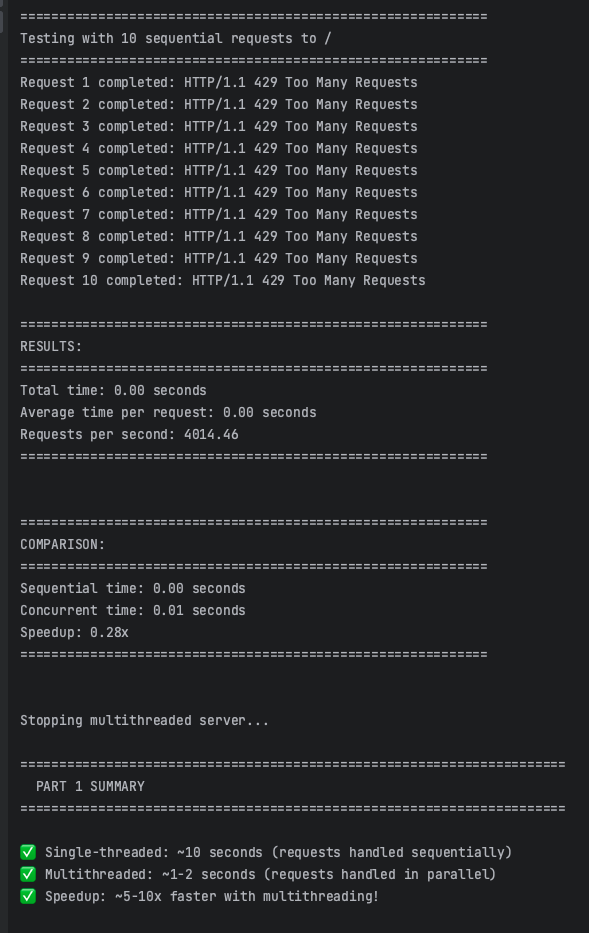 ============================================================
Testing with 10 sequential requests to /
============================================================
Request 1 completed: HTTP/1.1 429 Too Many Requests
Request 2 completed: HTTP/1.1 429 Too Many Requests
Request 3 completed: HTTP/1.1 429 Too Many Requests
Request 4 completed: HTTP/1.1 429 Too Many Requests
Request 5 completed: HTTP/1.1 429 Too Many Requests
Request 6 completed: HTTP/1.1 429 Too Many Requests
Request 7 completed: HTTP/1.1 429 Too Many Requests
Request 8 completed: HTTP/1.1 429 Too Many Requests
Request 9 completed: HTTP/1.1 429 Too Many Requests
Request 10 completed: HTTP/1.1 429 Too Many Requests
============================================================
RESULTS:
============================================================
Total time: 0.00 seconds
Average time per request: 0.00 seconds
Requests per second: 4014.46
============================================================
============================================================
COMPARISON:
============================================================
Sequential time: 0.00 seconds
Concurrent time: 0.01 seconds
Speedup: 0.28x
============================================================
Stopping multithreaded server...
======================================================================
PART 1 SUMMARY
======================================================================
✅ Single-threaded: ~10 seconds (requests handled sequentially)
✅ Multithreaded: ~1-2 seconds (requests handled in parallel)
✅ Speedup: ~5-10x faster with multithreading!